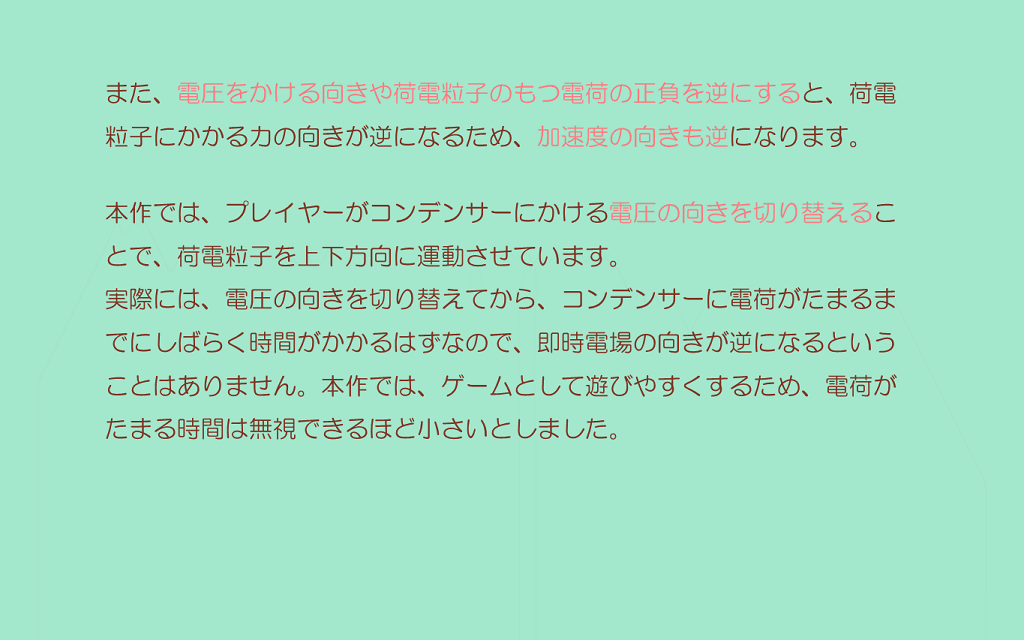 また、電圧をかける向きや荷電粒子のもつ電荷の正負を逆にすると、荷電
粒子にかかる力の向きが逆になるため、加速度の向きも逆になります。
本作では、プレイヤーがコンデンサーにかける電圧の向きを切り替えるこ
とで、荷電粒子を上下方向に運動させています。
実際には、電圧の向きを切り替えてから、コンデンサーに電荷がたまるま
でにしばらく時間がかかるはずなので、即時電場の向きが逆になるという
ことはありません。本作では、ゲームとして遊びやすくするため、電荷が
たまる時間は無視できるほど小さいとしました。